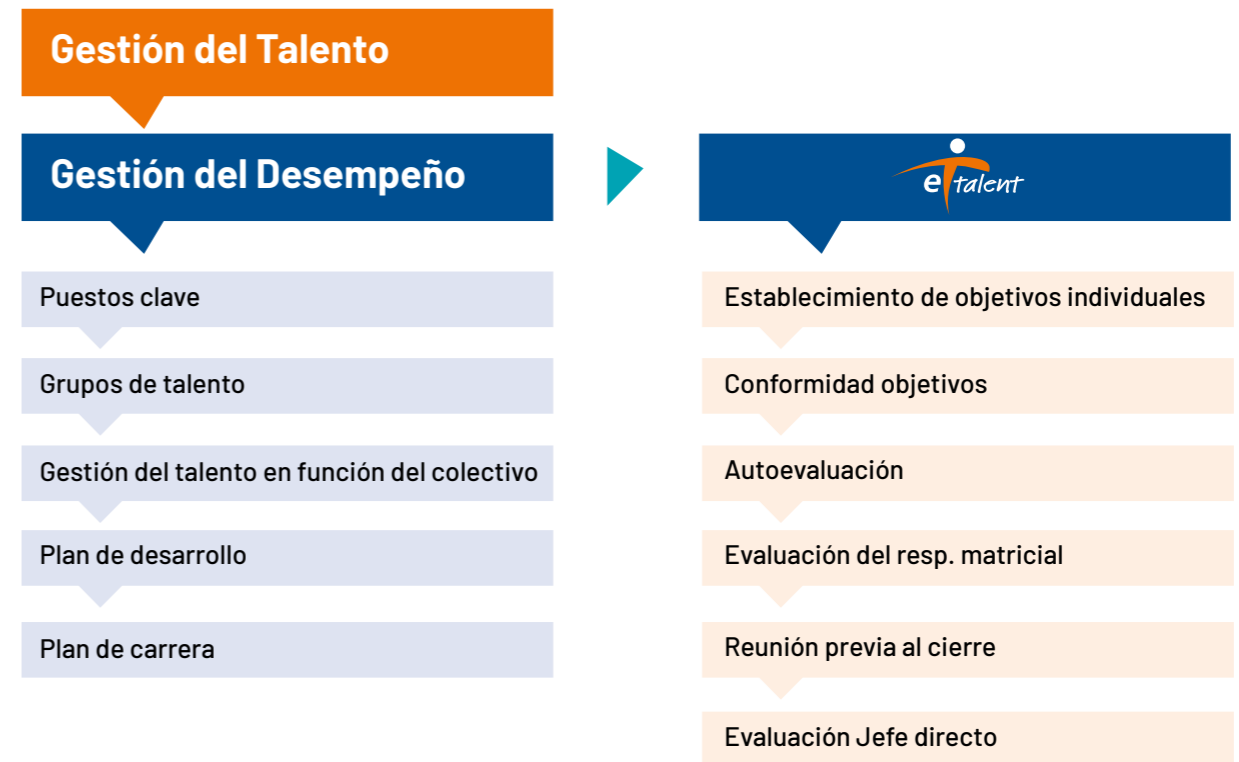 Gestión del Talento
Gestión del Desempeño
Puestos clave
Grupos de talento
Gestión del talento en función del colectivo
Plan de desarrollo
Plan de carrera
eTalent
Establecimiento de objetivos individuales
Conformidad objetivos
Autoevaluación
Evaluación del resp. matricial
Reunión previa al cierre
Evaluación Jefe directo